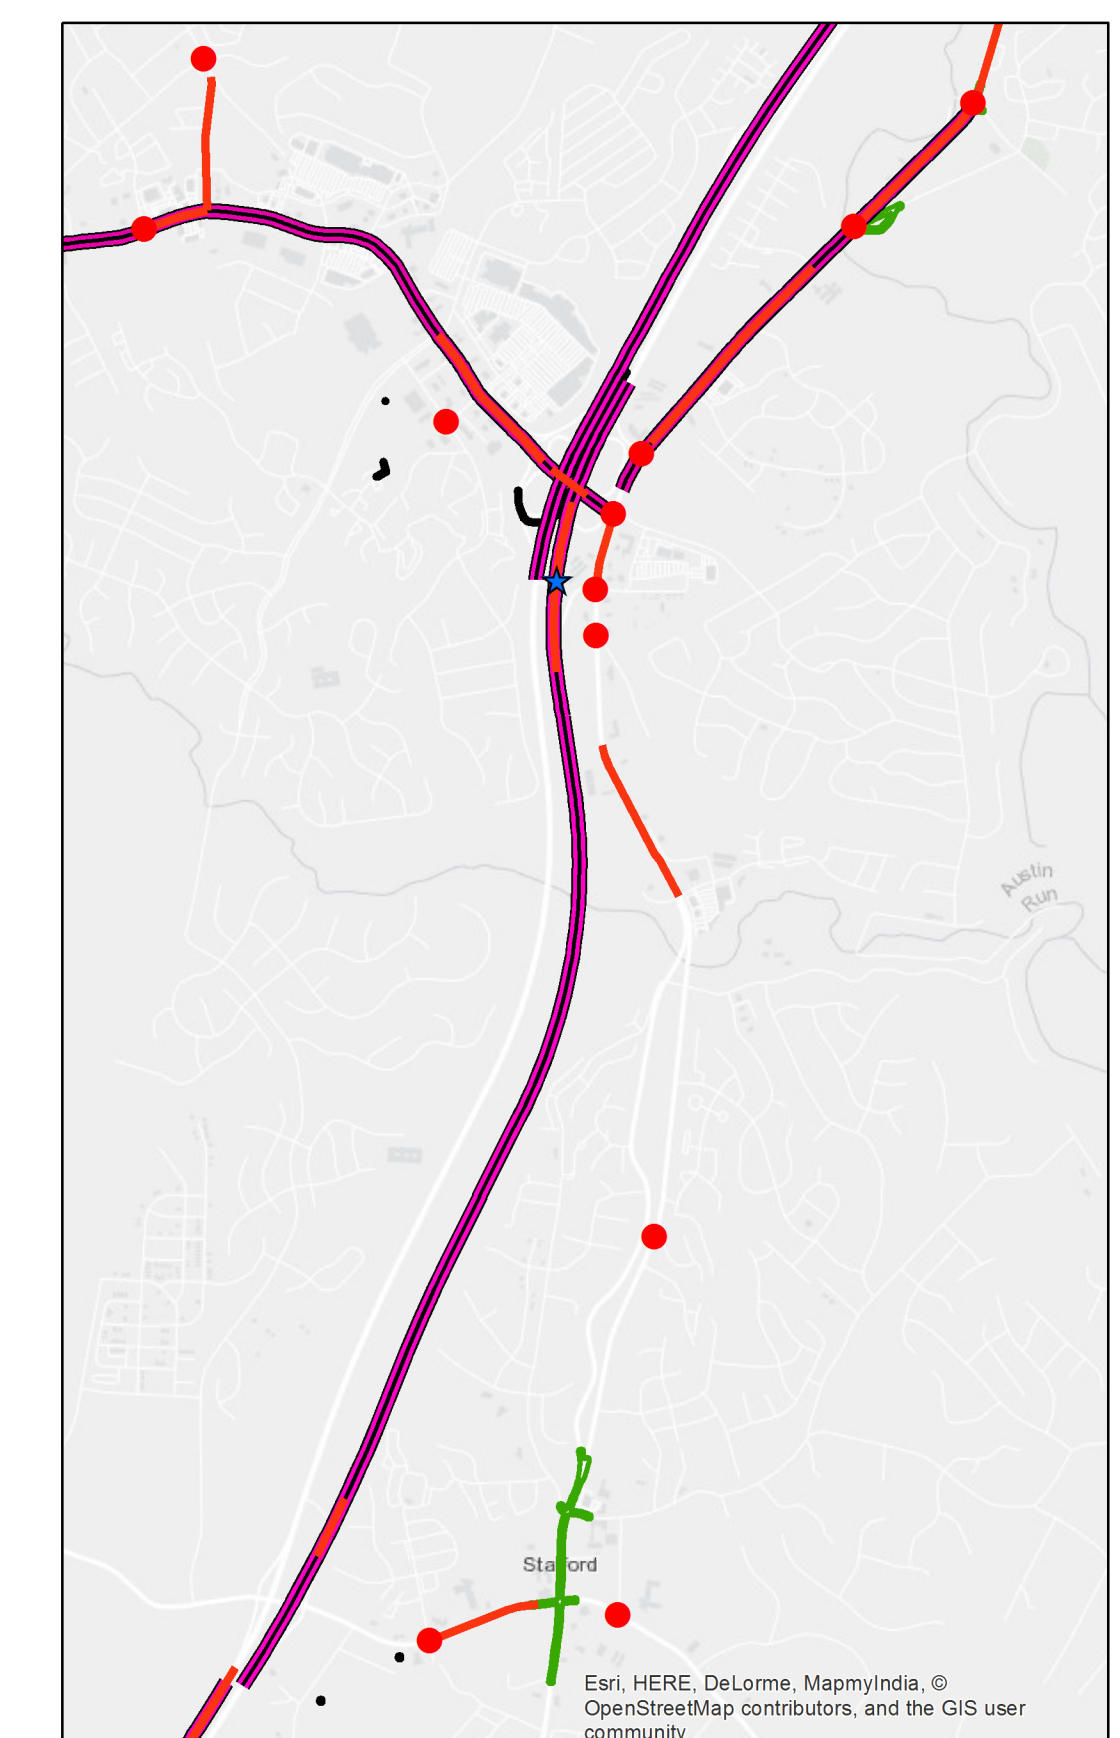 Austin
Run
Stafford
Esri, HERE, DeLorme, MapmyIndia, ©
OpenStreetMap contributors, and the GIS user
community